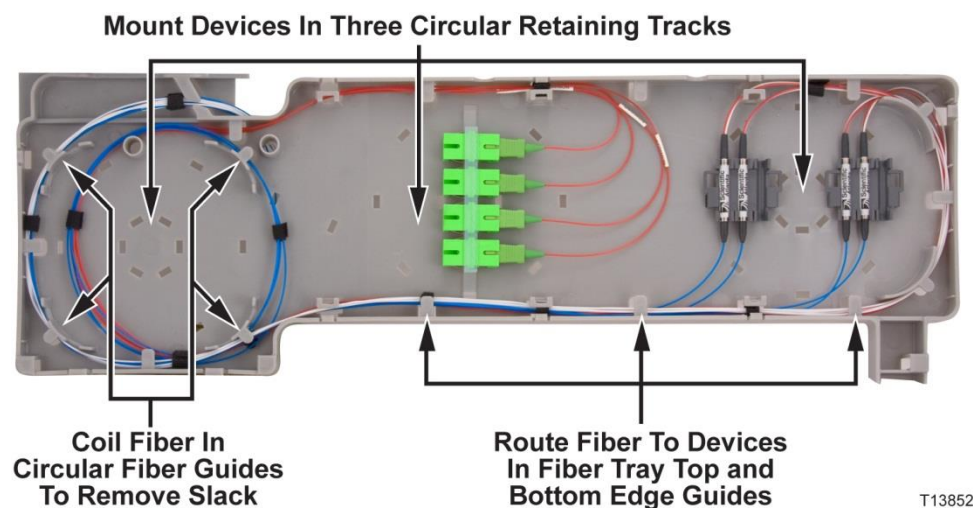 Mount Devices In Three Circular Retaining Tracks
Coil Fiber In
Circular Fiber Guides
To Remove Slack
Route Fiber To Devices
In Fiber Tray Top and
Bottom Edge Guides
T13852